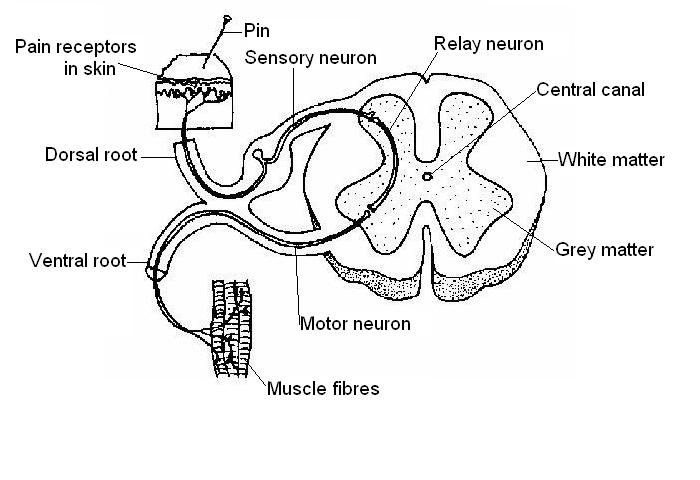 Pin
Pain receptors
in skin
Sensory neuron
Relay neuron
Central canal
Dorsal root
White matter
Ventral root
Grey matter
Motor neuron
Muscle fibres